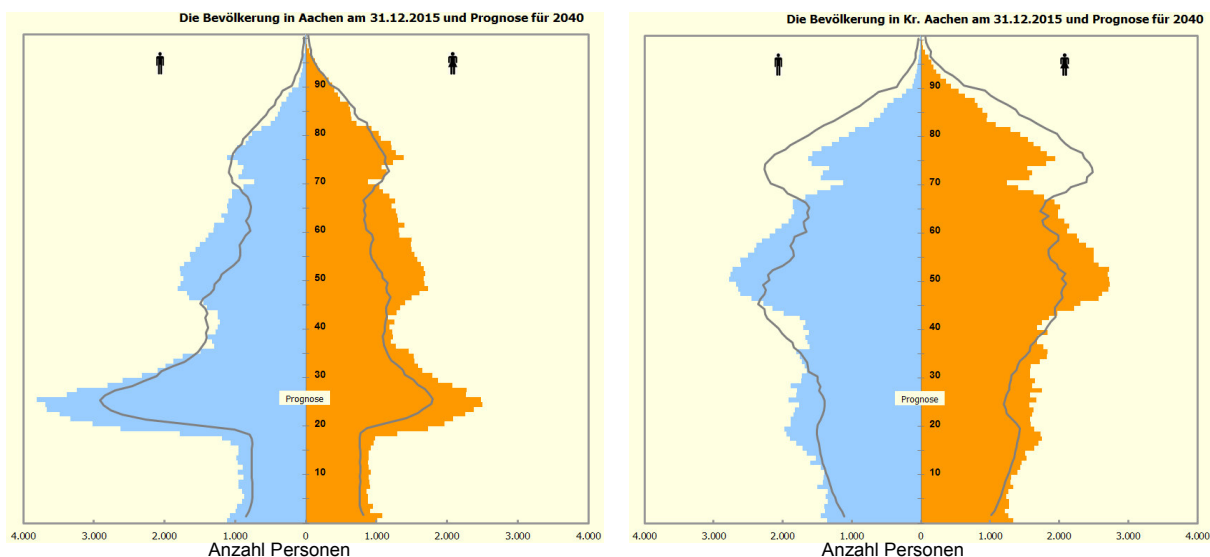 Die Bevölkerung in Aachen am 31.12.2015 und Prognose für 2040
90
80
70
60
50
40
30
Prognose
20
10
4.000 3.000 2.000 1.000 0 1.000 2.000 3.000 4.000
Anzahl Personen
Die Bevölkerung in Kr. Aachen am 31.12.2015 und Prognose für 2040
90
80
70
60
50
40
30
Prognose
20
10
4.000 3.000 2.000 1.000 0 1.000 2.000 3.000 4.000
Anzahl Personen